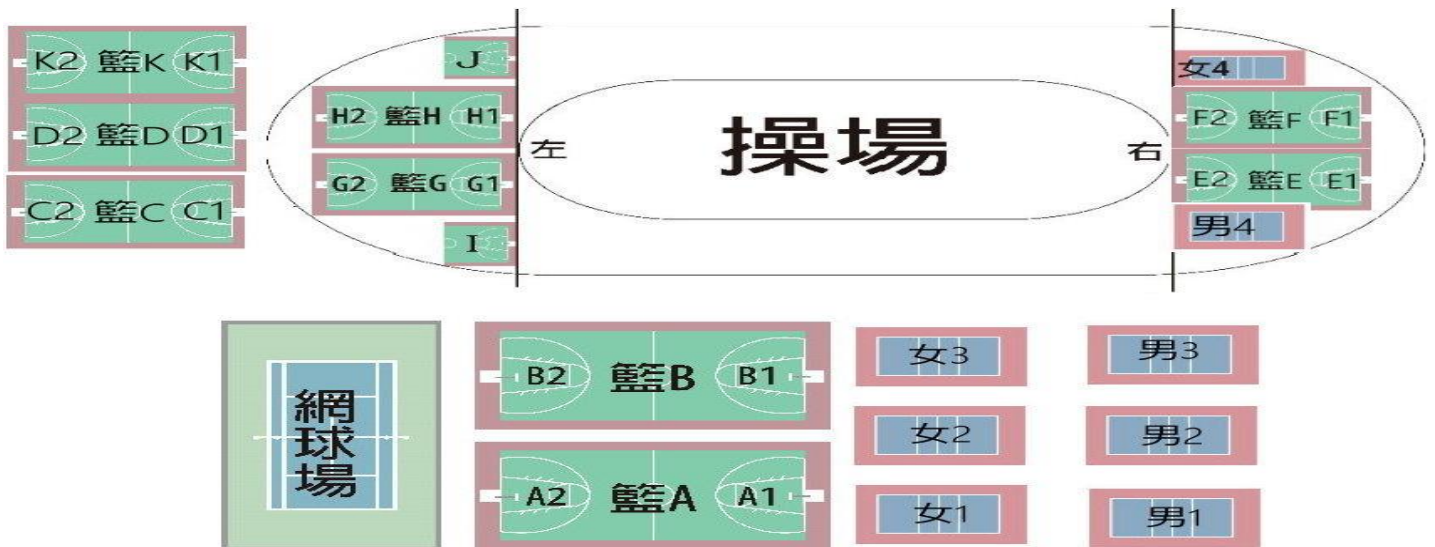 K2 籃K K1
D2 籃D D1
C2 籃C C1
J
H2 籃H H1
G2 籃G G1
I
左 操場 右
女4
F2 籃F F1
E2 籃E E1
男4
網球場
B2 籃B B1
A2 籃A A1
女3 男3
女2 男2
女1 男1